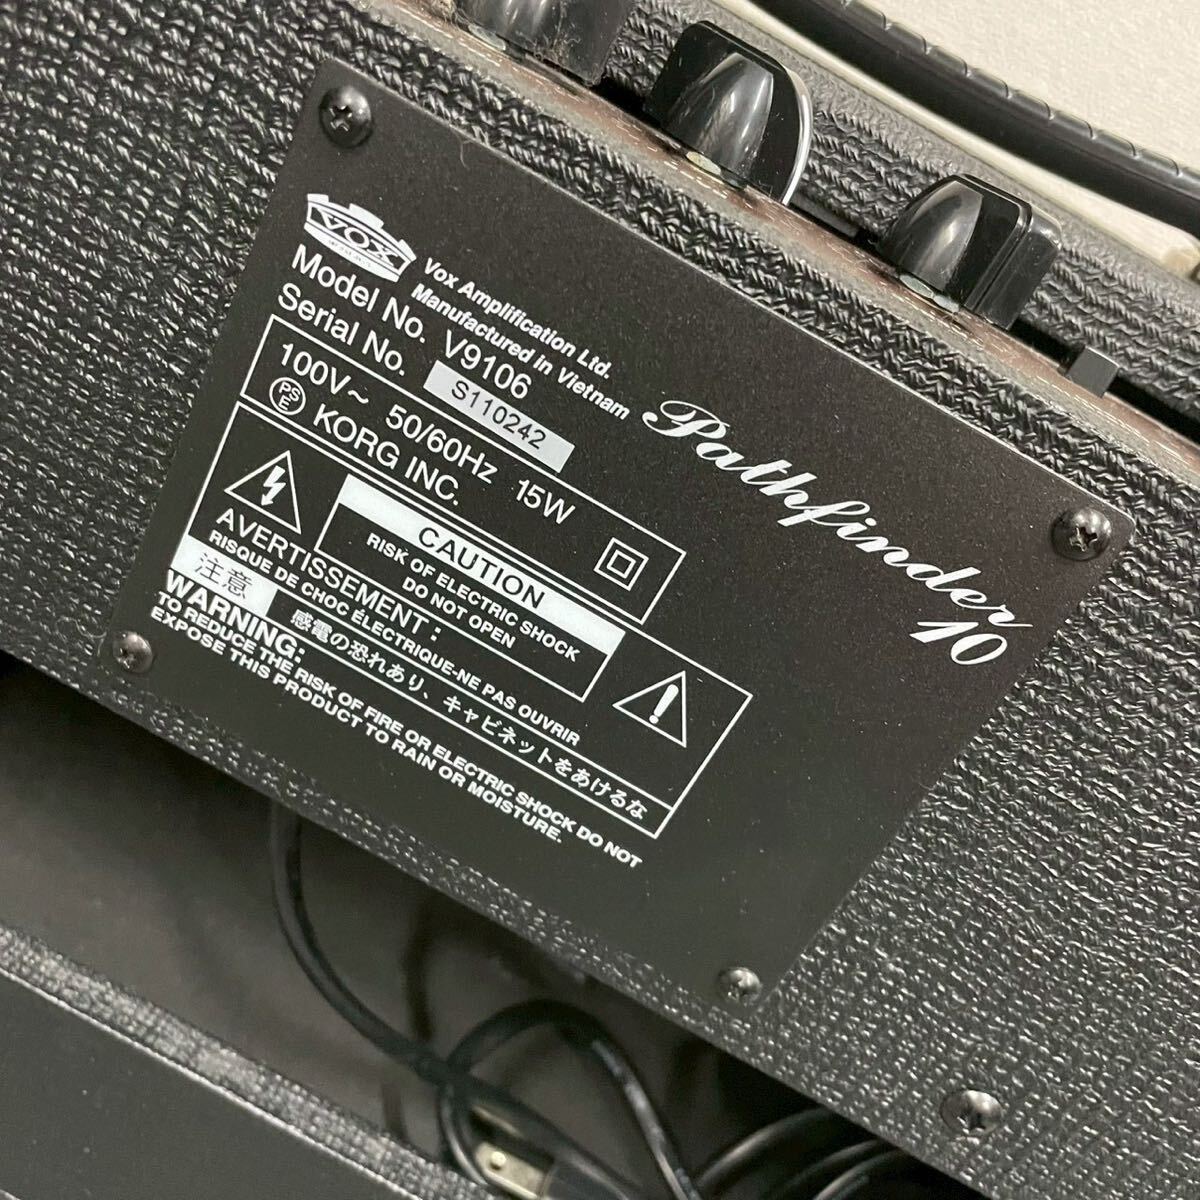 VOX
Vox Amplification Ltd.
Manufactured in Vietnam
Model No. V9106
Serial No. S110242
Pathfinder 10
100V~ 50/60Hz 15W
PSE KORG INC.
CAUTION
RISK OF ELECTRIC SHOCK
DO NOT OPEN
AVERTISSEMENT:
RISQUE DE CHOC ÉLECTRIQUE-NE PAS OUVRIR
注意 感電の恐れあり、キャビネットをあけるな
WARNING:
TO REDUCE THE RISK OF FIRE OR ELECTRIC SHOCK DO NOT
EXPOSE THIS PRODUCT TO RAIN OR MOISTURE.